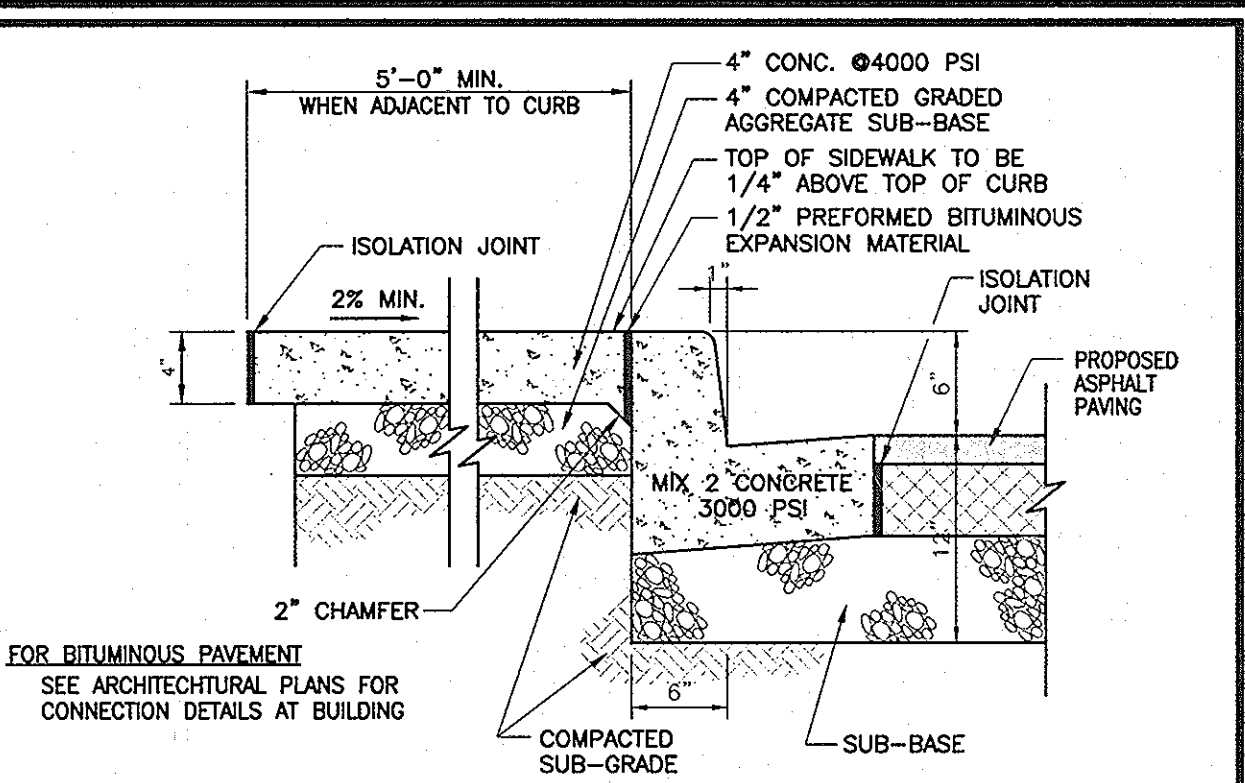 5'-0" MIN.
WHEN ADJACENT TO CURB
4" CONC. @4000 PSI
4" COMPACTED GRADED
AGGREGATE SUB-BASE
TOP OF SIDEWALK TO BE
1/4" ABOVE TOP OF CURB
1/2" PREFORMED BITUMINOUS
EXPANSION MATERIAL
ISOLATION JOINT
1"
ISOLATION
JOINT
2% MIN.
4"
6"
PROPOSED
ASPHALT
PAVING
MIX 2 CONCRETE
3000 PSI
12"
2" CHAMFER
FOR BITUMINOUS PAVEMENT
SEE ARCHITECHTURAL PLANS FOR
CONNECTION DETAILS AT BUILDING
6"
COMPACTED
SUB-GRADE
SUB-BASE